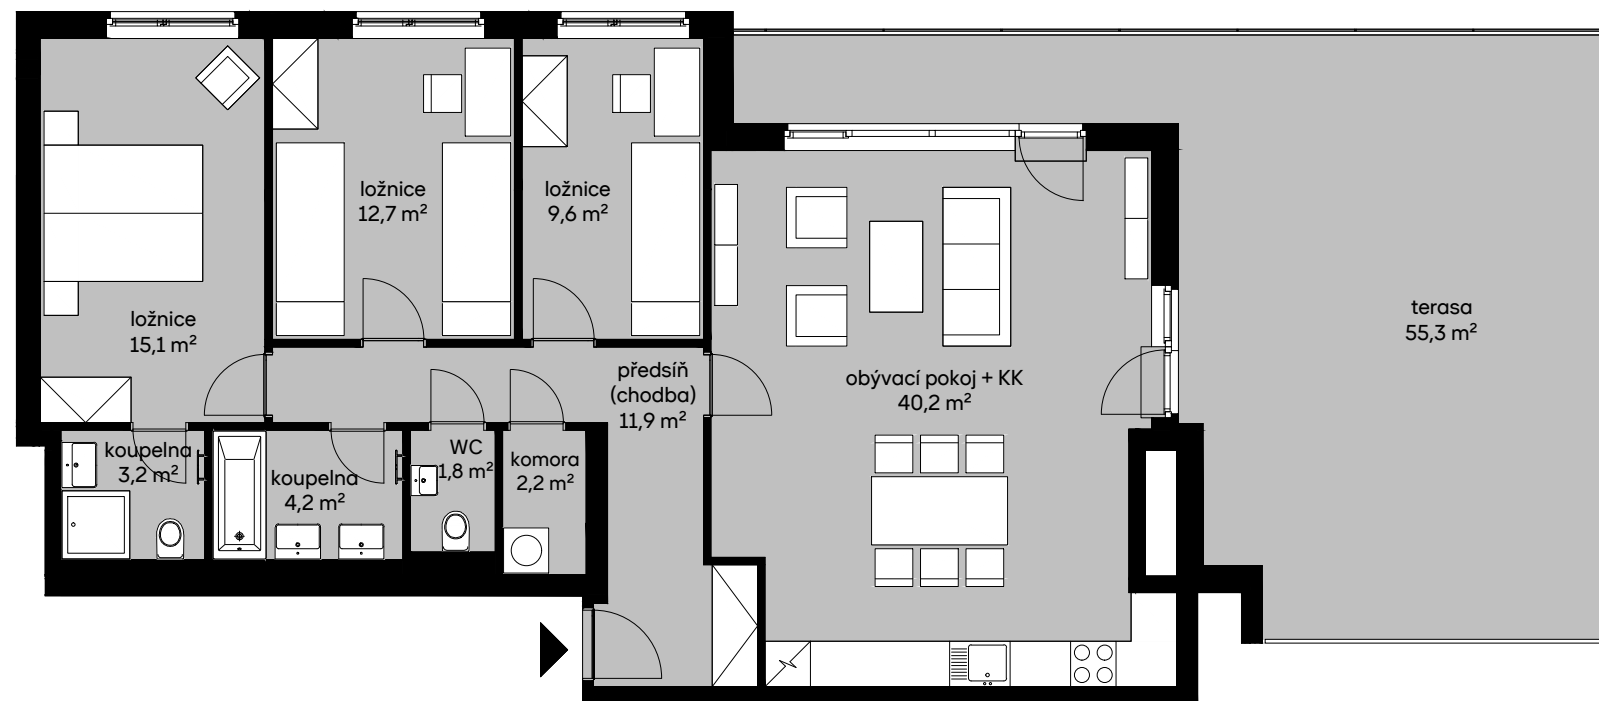 ložnice
12,7 m²
ložnice
9,6 m²
ložnice
15,1 m²
terasa
55,3 m²
předsíň
(chodba)
11,9 m²
obývací pokoj + KK
40,2 m²
koupelna
3,2 m²
koupelna
4,2 m²
WC
1,8 m²
komora
2,2 m²